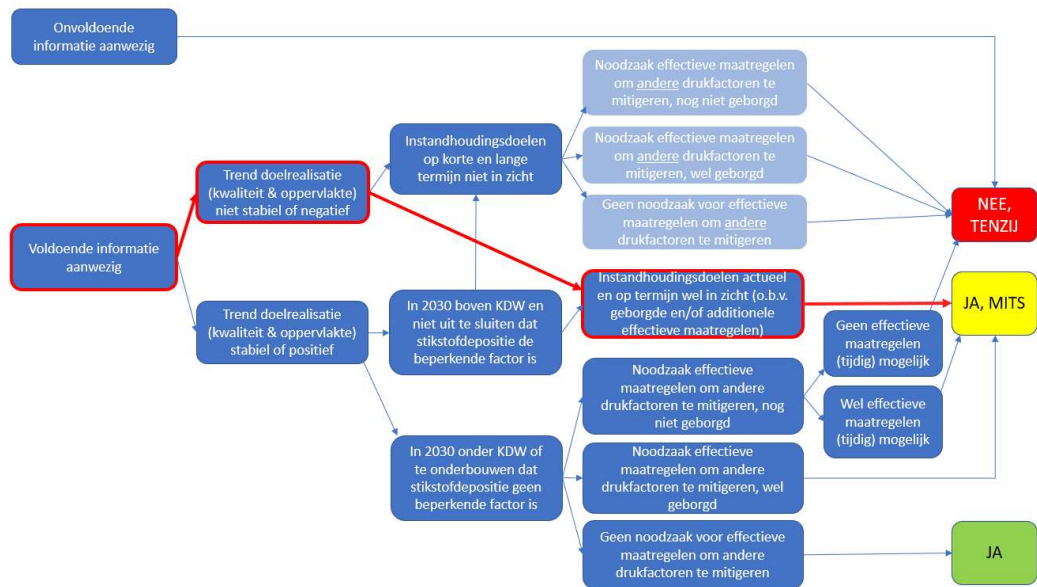 Onvoldoende
informatie aanwezig
Voldoende informatie
aanwezig
Trend doelrealisatie
(kwaliteit & oppervlakte)
niet stabiel of negatief
Trend doelrealisatie
(kwaliteit & oppervlakte)
stabiel of positief
Instandhoudingsdoelen
op korte en lange
termijn niet in zicht
In 2030 boven KDW en
niet uit te sluiten dat
stikstofdepositie de
beperkende factor is
In 2030 onder KDW of
te onderbouwen dat
stikstofdepositie geen
beperkende factor is
Noodzaak effectieve maatregelen
om andere drukfactoren te
mitigeren, nog niet geborgd
Noodzaak effectieve maatregelen
om andere drukfactoren te
mitigeren, wel geborgd
Geen noodzaak voor effectieve
maatregelen om andere
drukfactoren te mitigeren
Instandhoudingsdoelen actueel
en op termijn wel in zicht (o.b.v.
geborgde en/of additionele
effectieve maatregelen)
Noodzaak effectieve
maatregelen om andere
drukfactoren te mitigeren, nog
niet geborgd
Noodzaak effectieve
maatregelen om andere
drukfactoren te mitigeren, wel
geborgd
Geen noodzaak voor effectieve
maatregelen om andere
drukfactoren te mitigeren
Geen effectieve
maatregelen
(tijdig) mogelijk
Wel effectieve
maatregelen
(tijdig) mogelijk
NEE,
TENZIJ
JA, MITS
JA